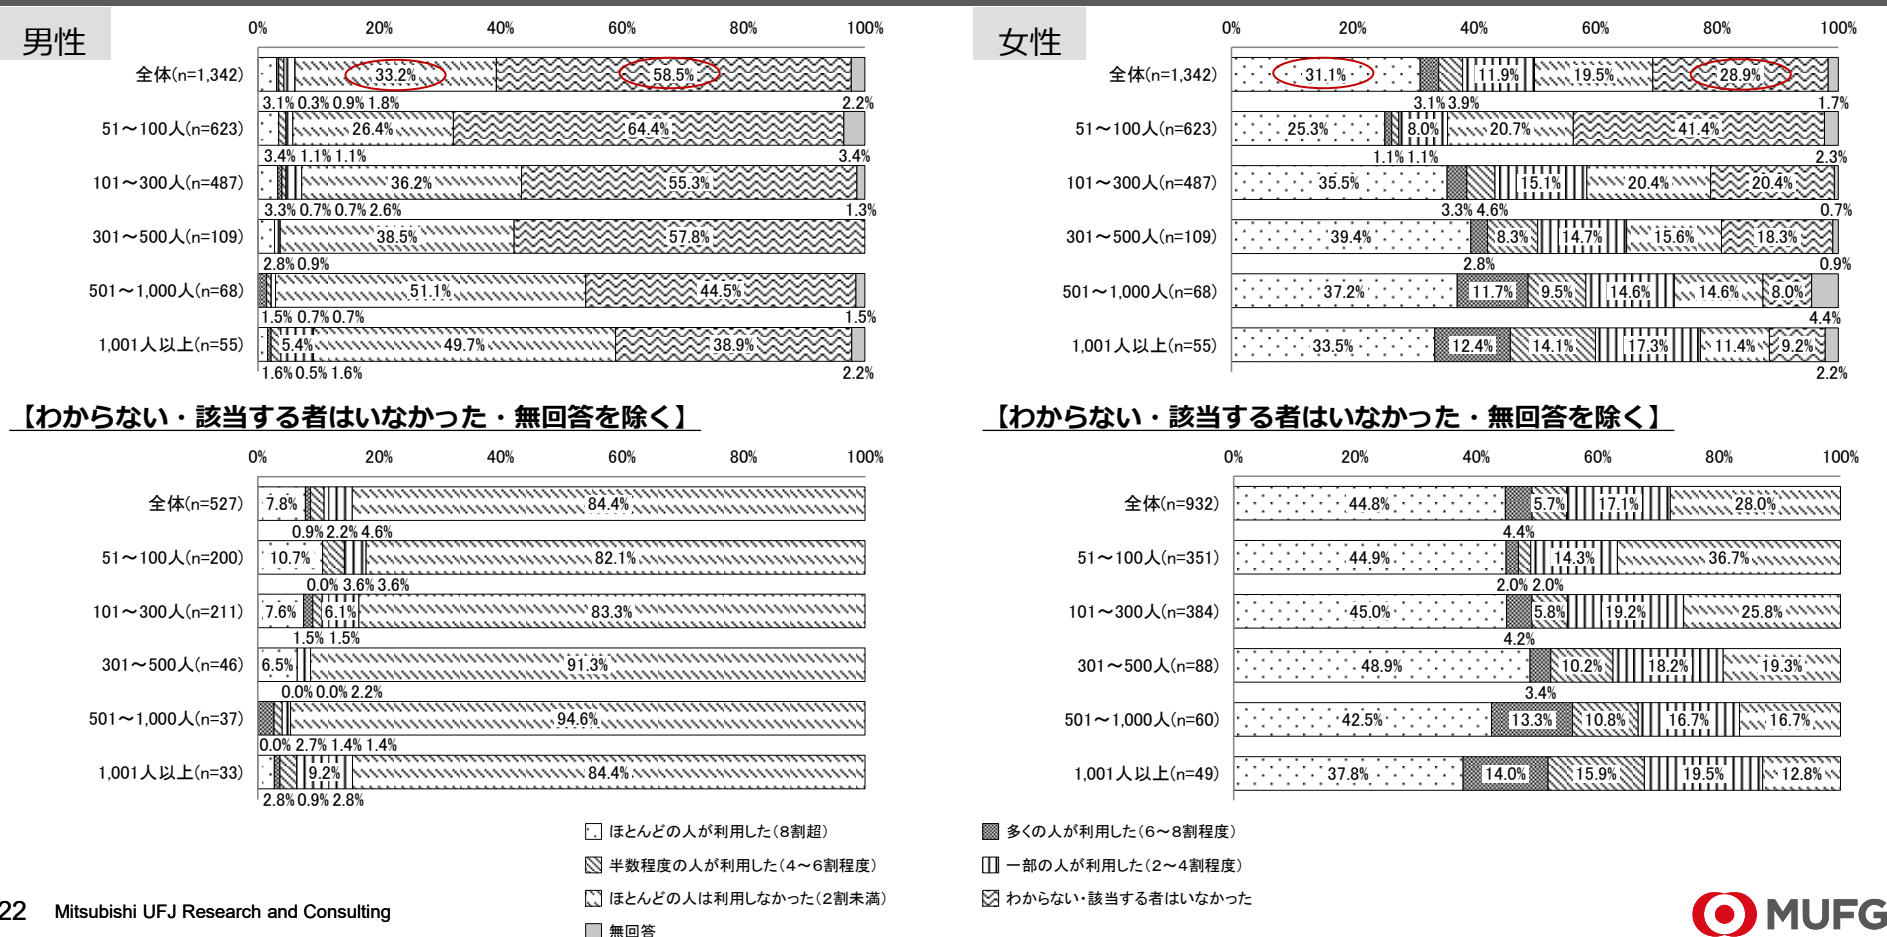 男性
0% 20% 40% 60% 80% 100%
全体(n=1,342) 33.2% 58.5%
3.1% 0.3% 0.9% 1.8% 2.2%
51～100人(n=623) 26.4% 64.4%
3.4% 1.1% 1.1% 3.4%
101～300人(n=487) 36.2% 55.3%
3.3% 0.7% 0.7% 2.6% 1.3%
301～500人(n=109) 38.5% 57.8%
2.8% 0.9%
501～1,000人(n=68) 51.1% 44.5%
1.5% 0.7% 0.7% 1.5%
1,001人以上(n=55) 5.4% 49.7% 38.9%
1.6% 0.5% 1.6% 2.2%
【わからない・該当する者はいなかった・無回答を除く】
0% 20% 40% 60% 80% 100%
全体(n=527) 7.8% 84.4%
0.9% 2.2% 4.6%
51～100人(n=200) 10.7% 82.1%
0.0% 3.6% 3.6%
101～300人(n=211) 7.6% 6.1% 83.3%
1.5% 1.5%
301～500人(n=46) 6.5% 91.3%
0.0% 0.0% 2.2%
501～1,000人(n=37) 94.6%
0.0% 2.7% 1.4% 1.4%
1,001人以上(n=33) 9.2% 84.4%
2.8% 0.9% 2.8%
女性
0% 20% 40% 60% 80% 100%
全体(n=1,342) 31.1% 11.9% 19.5% 28.9%
3.1% 3.9% 1.7%
51～100人(n=623) 25.3% 8.0% 20.7% 41.4%
1.1% 1.1% 2.3%
101～300人(n=487) 35.5% 15.1% 20.4% 20.4%
3.3% 4.6% 0.7%
301～500人(n=109) 39.4% 8.3% 14.7% 15.6% 18.3%
2.8% 0.9%
501～1,000人(n=68) 37.2% 11.7% 9.5% 14.6% 14.6% 8.0%
4.4%
1,001人以上(n=55) 33.5% 12.4% 14.1% 17.3% 11.4% 9.2%
2.2%
【わからない・該当する者はいなかった・無回答を除く】
0% 20% 40% 60% 80% 100%
全体(n=932) 44.8% 5.7% 17.1% 28.0%
4.4%
51～100人(n=351) 44.9% 14.3% 36.7%
2.0% 2.0%
101～300人(n=384) 45.0% 5.8% 19.2% 25.8%
4.2%
301～500人(n=88) 48.9% 10.2% 18.2% 19.3%
3.4%
501～1,000人(n=60) 42.5% 13.3% 10.8% 16.7% 16.7%
1,001人以上(n=49) 37.8% 14.0% 15.9% 19.5% 12.8%
ほとんどの人が利用した(8割超) 多くの人が利用した(6～8割程度)
半数程度の人が利用した(4～6割程度) 一部の人が利用した(2～4割程度)
ほとんどの人は利用しなかった(2割未満) わからない・該当する者はいなかった
無回答
22 Mitsubishi UFJ Research and Consulting
MUFG